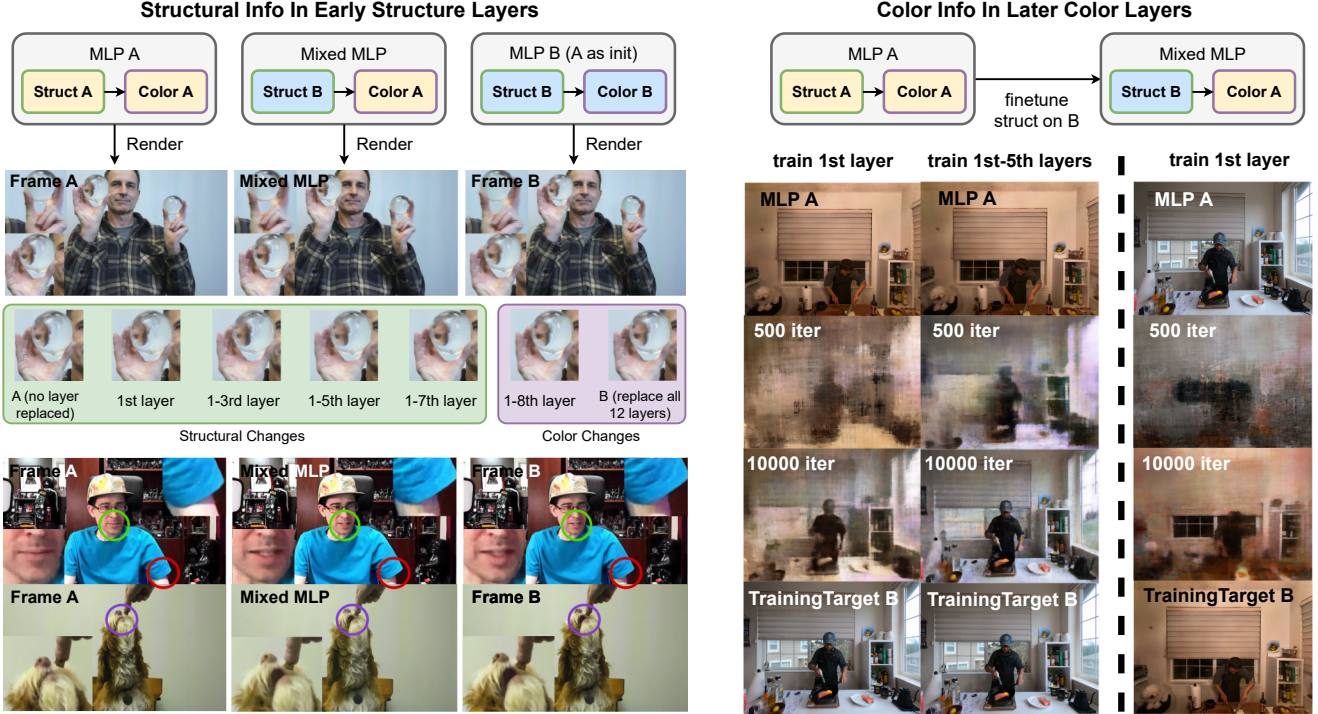 Structural Info In Early Structure Layers
MLP A
Struct A
Color A
Mixed MLP
Struct B
Color A
MLP B (A as init)
Struct B
Color B
Render
Render
Render
Frame A
Mixed MLP
Frame B
A (no layer
replaced)
1st layer
1-3rd layer
1-5th layer
1-7th layer
1-8th layer
B (replace all
12 layers)
Structural Changes
Color Changes
Frame A
Mixed MLP
Frame B
Frame A
Mixed MLP
Frame B
Color Info In Later Color Layers
MLP A
Struct A
Color A
finetune
struct on B
Mixed MLP
Struct B
Color A
train 1st layer
train 1st-5th layers
train 1st layer
MLP A
MLP A
MLP A
500 iter
500 iter
500 iter
10000 iter
10000 iter
10000 iter
TrainingTarget B
TrainingTarget B
TrainingTarget B